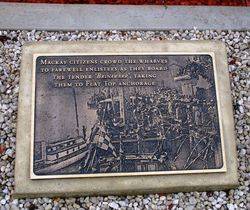 Mackay citizens crowd the wharves
to farewell enlistees as they board
the tender 'Brinawarr', taking
them to Flat Top anchorage.